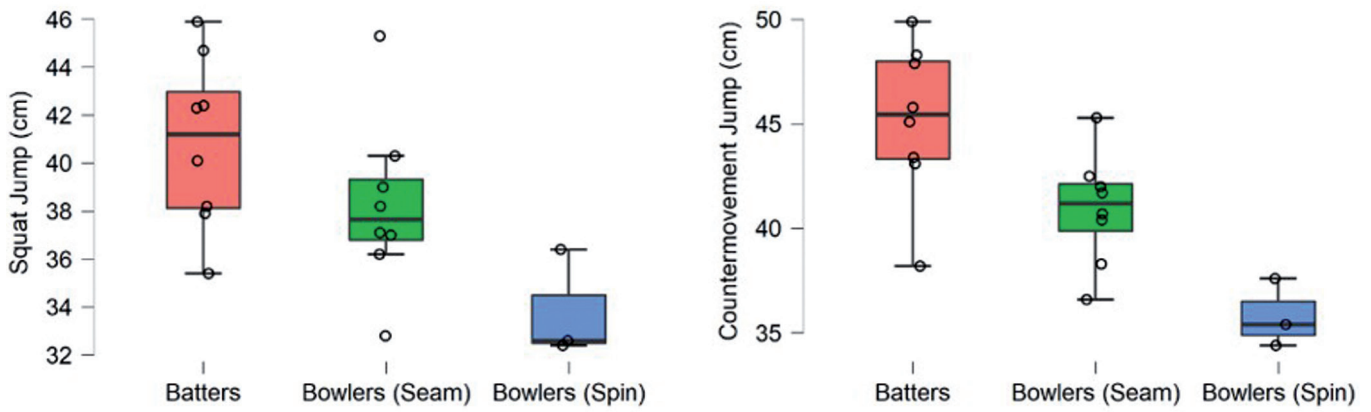 Squat Jump (cm)
46
44
42
40
38
36
34
32
Batters
Bowlers (Seam)
Bowlers (Spin)
Countermovement Jump (cm)
50
45
40
35
Batters
Bowlers (Seam)
Bowlers (Spin)